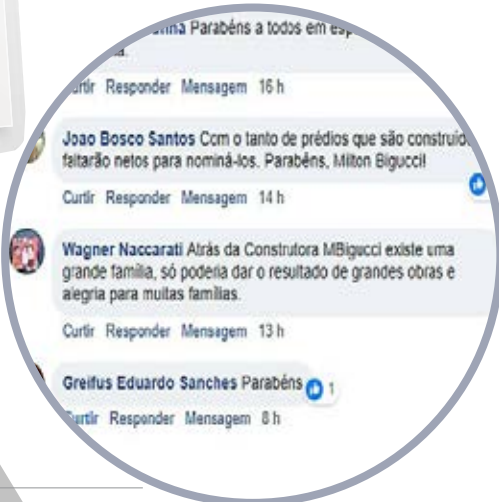 Parabéns a todos em
Curtir Responder Mensagem 16 h
Joao Bosco Santos Com o tanto de prédios que são
faltarão netos para nominá-los. Parabéns, Milton Bigucci!
Curtir Responder Mensagem 14 h
Wagner Naccarati Atrás da Construtora MBigucci existe uma
grande família, só poderia dar o resultado de grandes obras e
alegria para muitas famílias.
Curtir Responder Mensagem 13 h
Greifus Eduardo Sanches Parabéns 1
Curtir Responder Mensagem 8 h